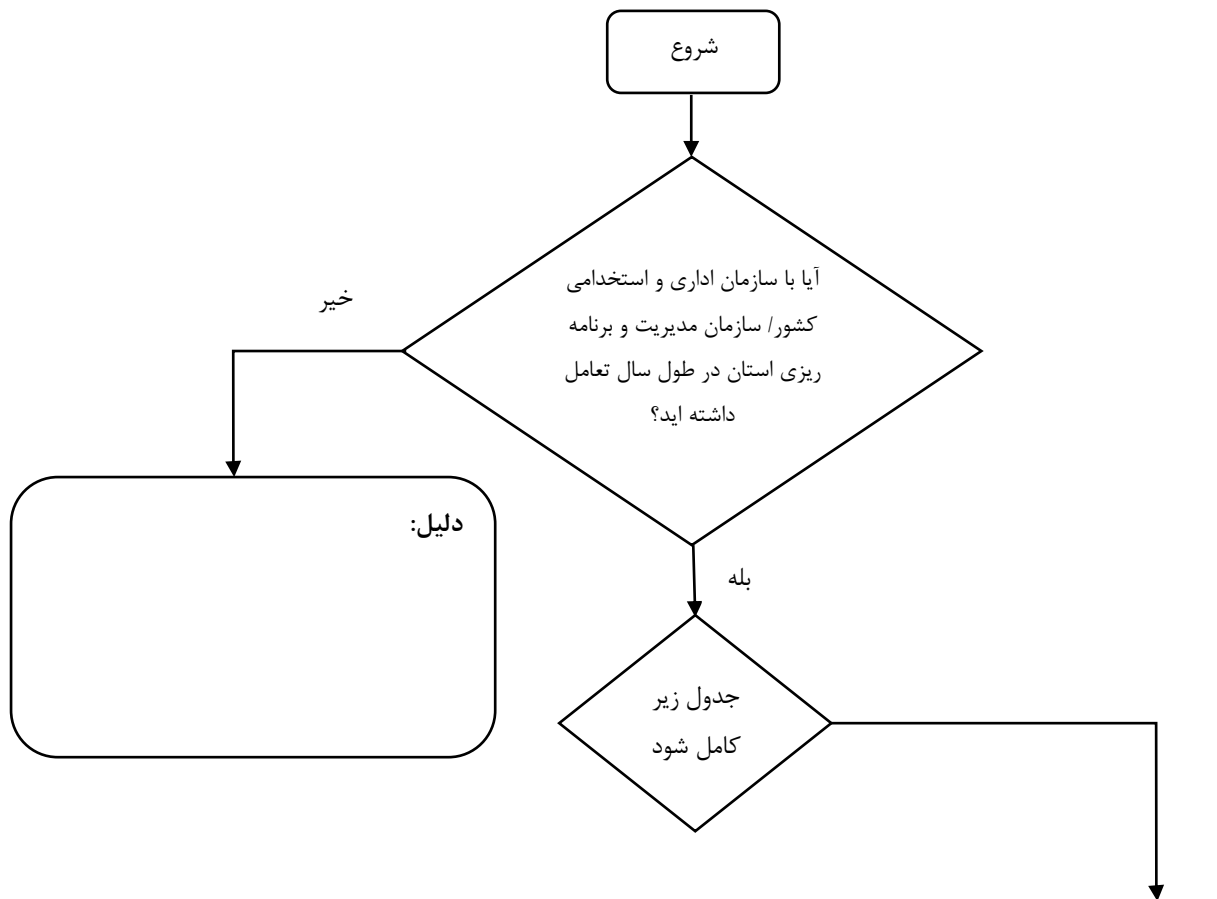 شروع
آیا با سازمان اداری و استخدامی
کشور/ سازمان مدیریت و برنامه
ریزی استان در طول سال تعامل
داشته اید؟
خیر
دلیل:
بله
جدول زیر
کامل شود